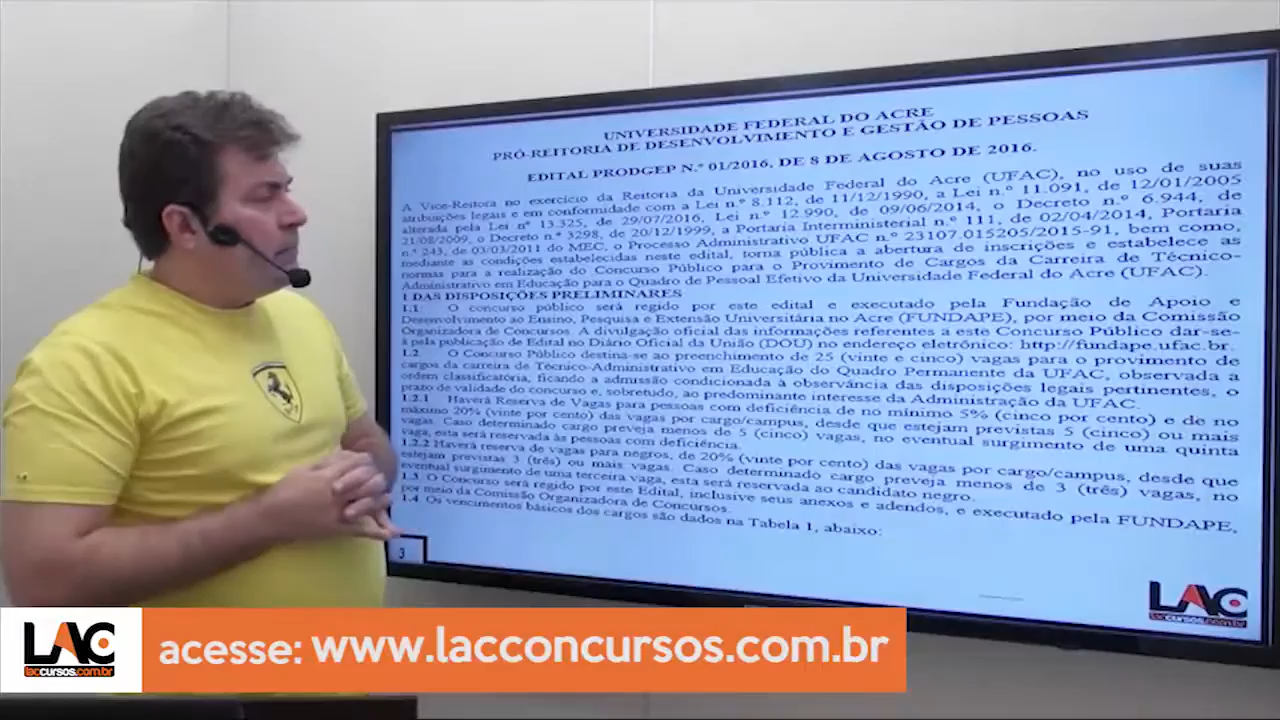 UNIVERSIDADE FEDERAL DO ACRE
PRÓ-REITORIA DE DESENVOLVIMENTO E GESTÃO DE PESSOAS
EDITAL PRODGEP N.º 01/2016, DE 8 DE AGOSTO DE 2016.
A Vice-Reitora no exercício da Reitoria da Universidade Federal do Acre (UFAC), no uso de suas
atribuições legais e em conformidade com a Lei n.º 8.112, de 11/12/1990, a Lei n.º 11.091, de 12/01/2005
alterada pela Lei nº 13.325, de 29/07/2016, Lei n.º 12.990, de 09/06/2014, o Decreto n.º 6.944, de
21/08/2009, o Decreto n.º 3298, de 20/12/1999, a Portaria Interministerial n.º 111, de 02/04/2014, Portaria
n.º 243, de 03/03/2011 do MEC, o Processo Administrativo UFAC n.º 23107.015205/2015-91, bem como,
mediante as condições estabelecidas neste edital, torna pública a abertura de inscrições e estabelece as
normas para a realização do Concurso Público para o Provimento de Cargos da Carreira de Técnico-
Administrativo em Educação para o Quadro de Pessoal Efetivo da Universidade Federal do Acre (UFAC).
1 DAS DISPOSIÇÕES PRELIMINARES
1.1 O concurso público será regido por este edital e executado pela Fundação de Apoio e
Desenvolvimento ao Ensino, Pesquisa e Extensão Universitária no Acre (FUNDAPE), por meio da Comissão
Organizadora de Concursos. A divulgação oficial das informações referentes a este Concurso Público dar-se-
à pela publicação de Edital no Diário Oficial da União (DOU) no endereço eletrônico: http://fundape.ufac.br.
1.2. O Concurso Público destina-se ao preenchimento de 25 (vinte e cinco) vagas para o provimento de
cargos da carreira de Técnico-Administrativo em Educação do Quadro Permanente da UFAC, observada a
ordem classificatória, ficando a admissão condicionada à observância das disposições legais pertinentes, o
prazo de validade do concurso e, sobretudo, ao predominante interesse da Administração da UFAC.
1.2.1 Haverá Reserva de Vagas para pessoas com deficiência de no mínimo 5% (cinco por cento) e de no
máximo 20% (vinte por cento) das vagas por cargo/campus, desde que estejam previstas 5 (cinco) ou mais
vagas. Caso determinado cargo preveja menos de 5 (cinco) vagas, no eventual surgimento de uma quinta
vaga, esta será reservada às pessoas com deficiência.
1.2.2 Haverá reserva de vagas para negros, de 20% (vinte por cento) das vagas por cargo/campus, desde que
estejam previstas 3 (três) ou mais vagas. Caso determinado cargo preveja menos de 3 (três) vagas, no
eventual surgimento de uma terceira vaga, esta será reservada ao candidato negro.
1.3. O Concurso será regido por este Edital, inclusive seus anexos e adendos, e executado pela FUNDAPE,
por meio da Comissão Organizadora de Concursos.
1.4 Os vencimentos básicos dos cargos são dados na Tabela 1, abaixo:
3
LAC
laccursos.com.br
LAC
laccursos.com.br
acesse: www.lacconcursos.com.br